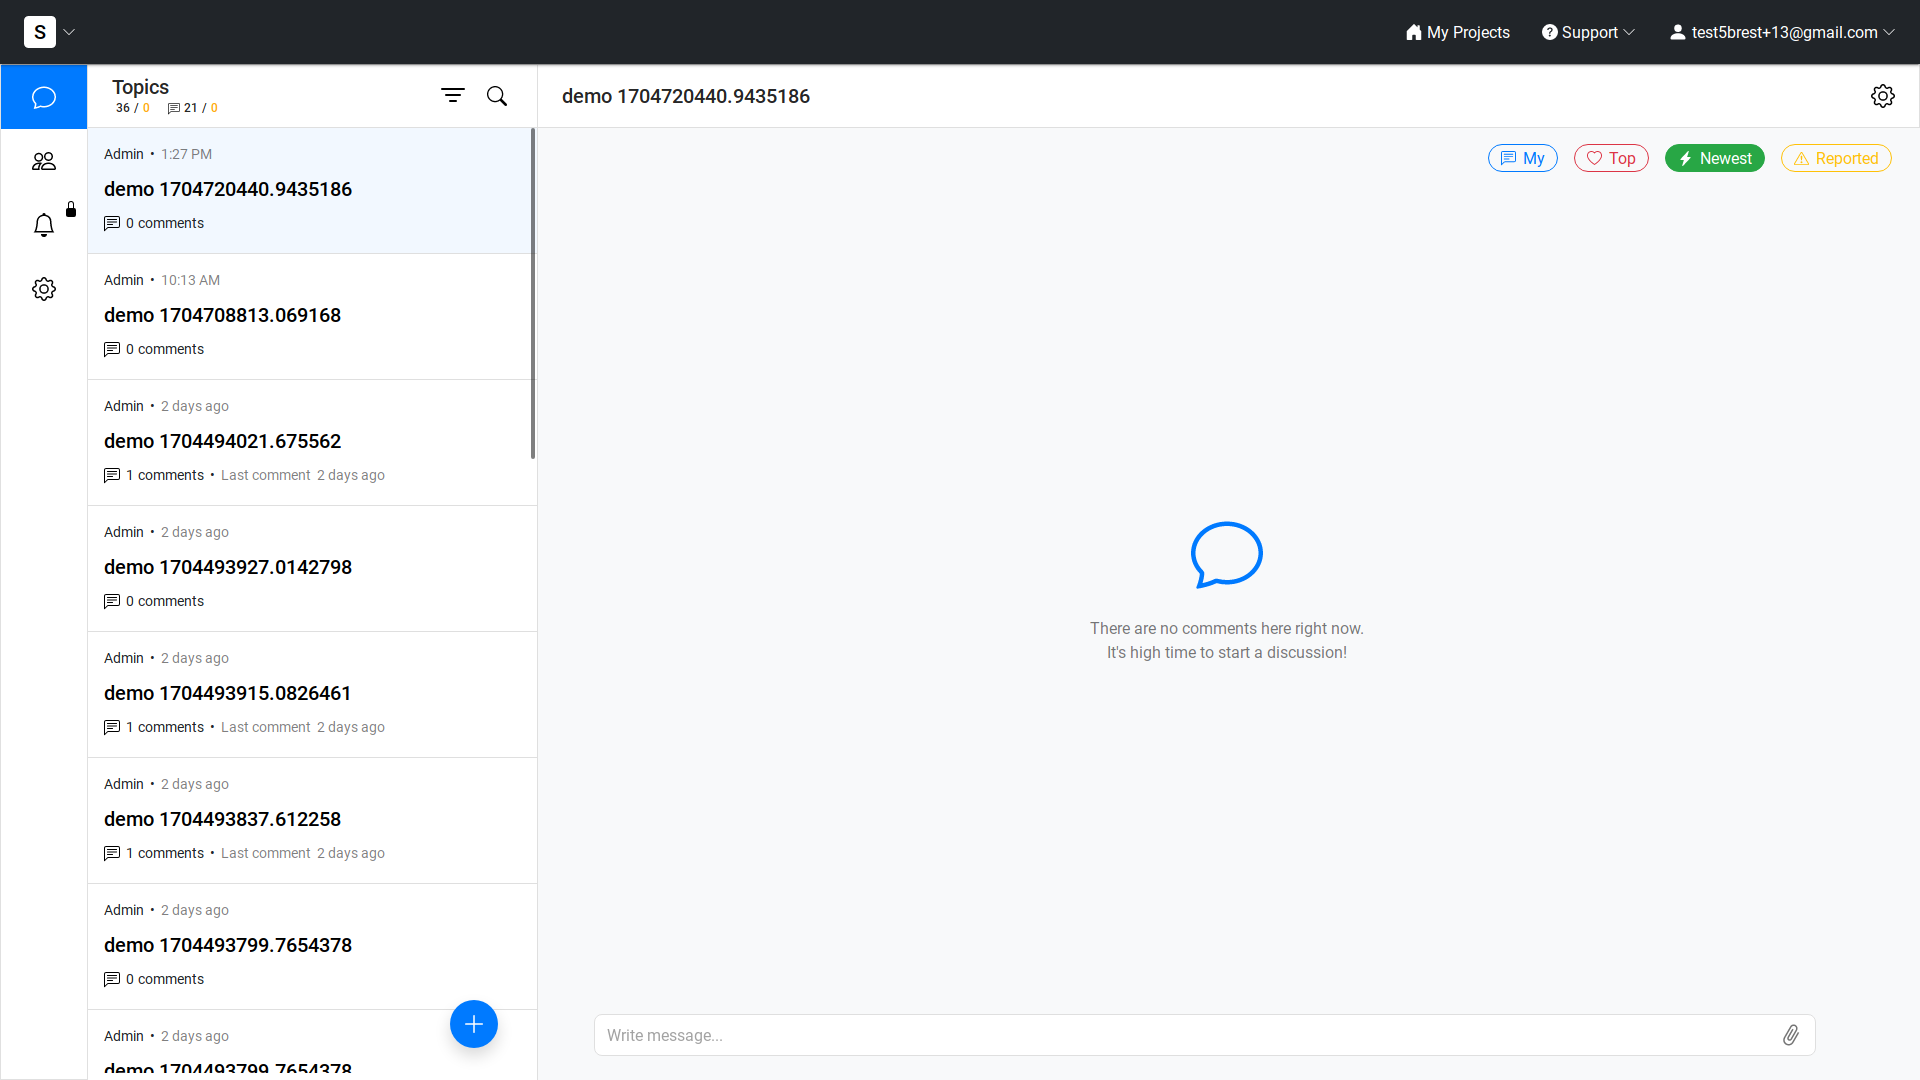 S
My Projects
Support
test5brest+13@gmail.com
Topics
36 / 0 21 / 0
demo 1704720440.9435186
My
Top
Newest
Reported
Admin • 1:27 PM
demo 1704720440.9435186
0 comments
Admin • 10:13 AM
demo 1704708813.069168
0 comments
Admin • 2 days ago
demo 1704494021.675562
1 comments • Last comment 2 days ago
Admin • 2 days ago
demo 1704493927.0142798
0 comments
Admin • 2 days ago
demo 1704493915.0826461
1 comments • Last comment 2 days ago
Admin • 2 days ago
demo 1704493837.612258
1 comments • Last comment 2 days ago
Admin • 2 days ago
demo 1704493799.7654378
0 comments
Admin • 2 days ago
demo 1704493799.7654378
There are no comments here right now.
It's high time to start a discussion!
Write message...